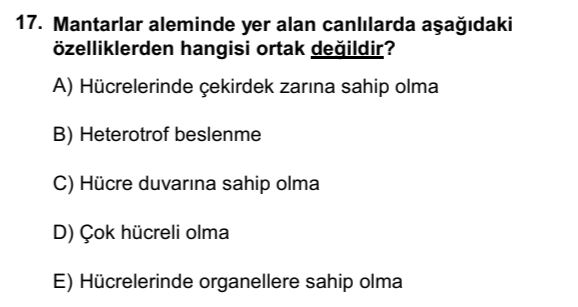 17. Mantarlar aleminde yer alan canlılarda aşağıdaki
özelliklerden hangisi ortak değildir?
A) Hücrelerinde çekirdek zarına sahip olma
B) Heterotrof beslenme
C) Hücre duvarına sahip olma
D) Çok hücreli olma
E) Hücrelerinde organellere sahip olma